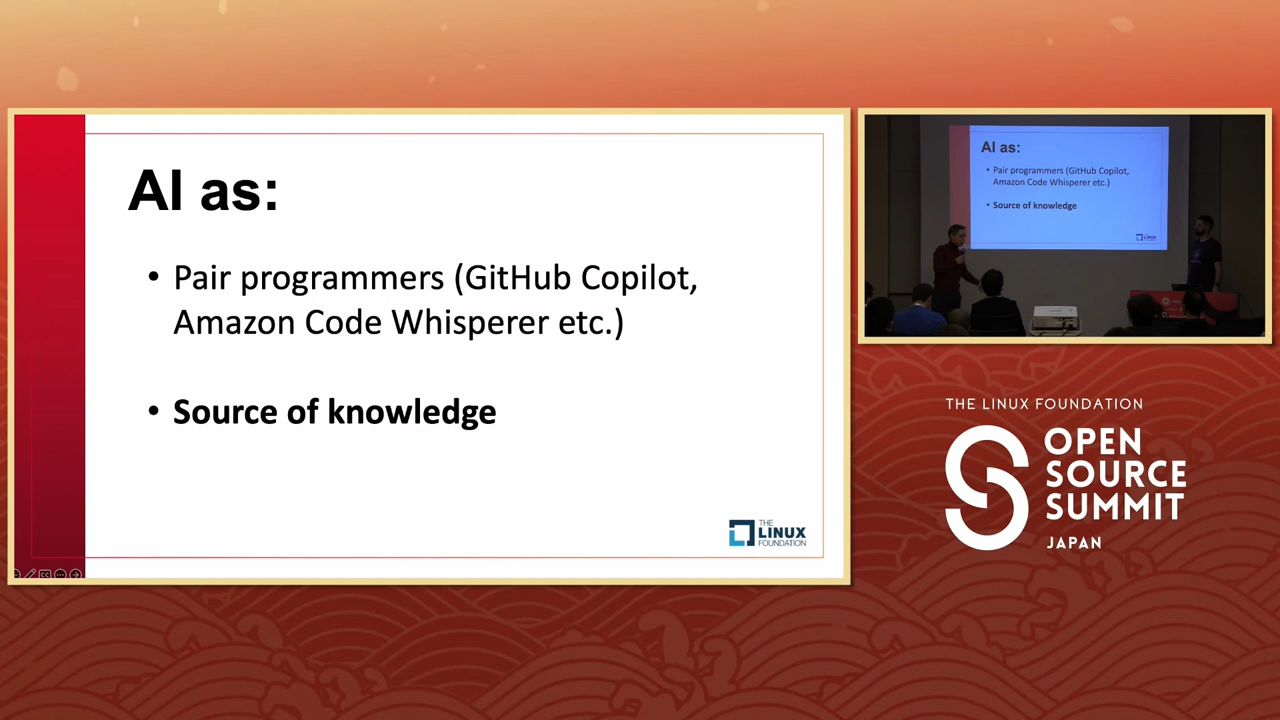 AI as:
• Pair programmers (GitHub Copilot,
Amazon Code Whisperer etc.)
• Source of knowledge
THE
LINUX
FOUNDATION
AI as:
• Pair programmers (GitHub Copilot,
Amazon Code Whisperer etc.)
• Source of knowledge
LINUX
THE LINUX FOUNDATION
OPEN
SOURCE
SUMMIT
JAPAN